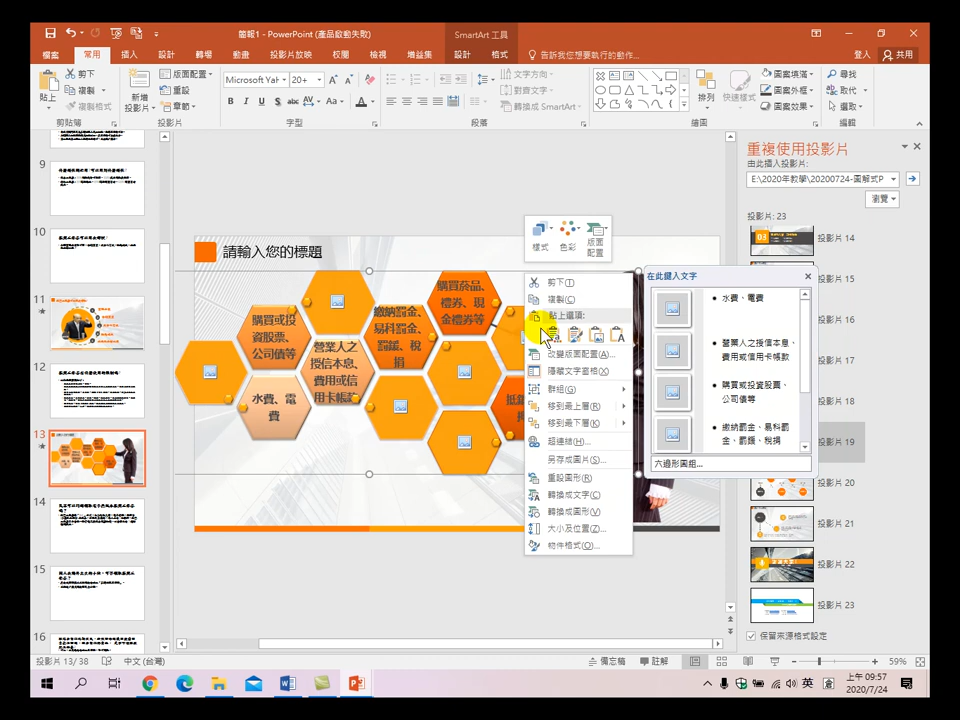 簡報1 - PowerPoint (產品啟動失敗)
SmartArt 工具
檔案 常用 插入 設計 轉場 動畫 投影片放映 校閱 檢視 增益集 設計 格式 告訴我您想要執行的動作... 登入 共用
貼上
剪下
複製
複製格式
新增
投影片
版面配置
重設
章節
Microsoft Yah 20+
文字方向
對齊文字
轉換成 SmartArt
排列
快速樣式
圖案填滿
圖案外框
圖案效果
尋找
取代
選取
剪貼簿 投影片 字型 段落 繪圖 編輯
9
10
11
12
13
14
15
16
請輸入您的標題
購買或投
資股票、
公司債等
繳納罰金、
易科罰金、
罰鍰、稅
捐
購買菸品、
禮券、現
金禮券等
營業人之
授信本息、
費用或信
用卡帳款
水費、電
費
樣式 色彩 版面
配置
剪下(T)
複製(C)
貼上選項:
改變版面配置(A)...
隱藏文字窗格(X)
群組(G)
移到最上層(R)
移到最下層(K)
超連結(H)...
另存成圖片(S)...
重設圖形(R)
轉換成文字(C)
轉換成圖形(V)
大小及位置(Z)...
物件格式(O)...
在此鍵入文字
水費、電費
營業人之授信本息、
費用或信用卡帳款
購買或投資股票、
公司債等
繳納罰金、易科罰
金、罰鍰、稅捐
六邊形圖組...
重複使用投影片
由此插入投影片:
E:\2020年教學\20200724-圖解式P
瀏覽
投影片: 23
投影片 14
投影片 15
投影片 16
投影片 17
投影片 18
投影片 19
投影片 20
投影片 21
投影片 22
投影片 23
保留來源格式設定
投影片 13/ 38 中文 (台灣) 備忘稿 註解 59%
英
上午 09:57
2020/7/24